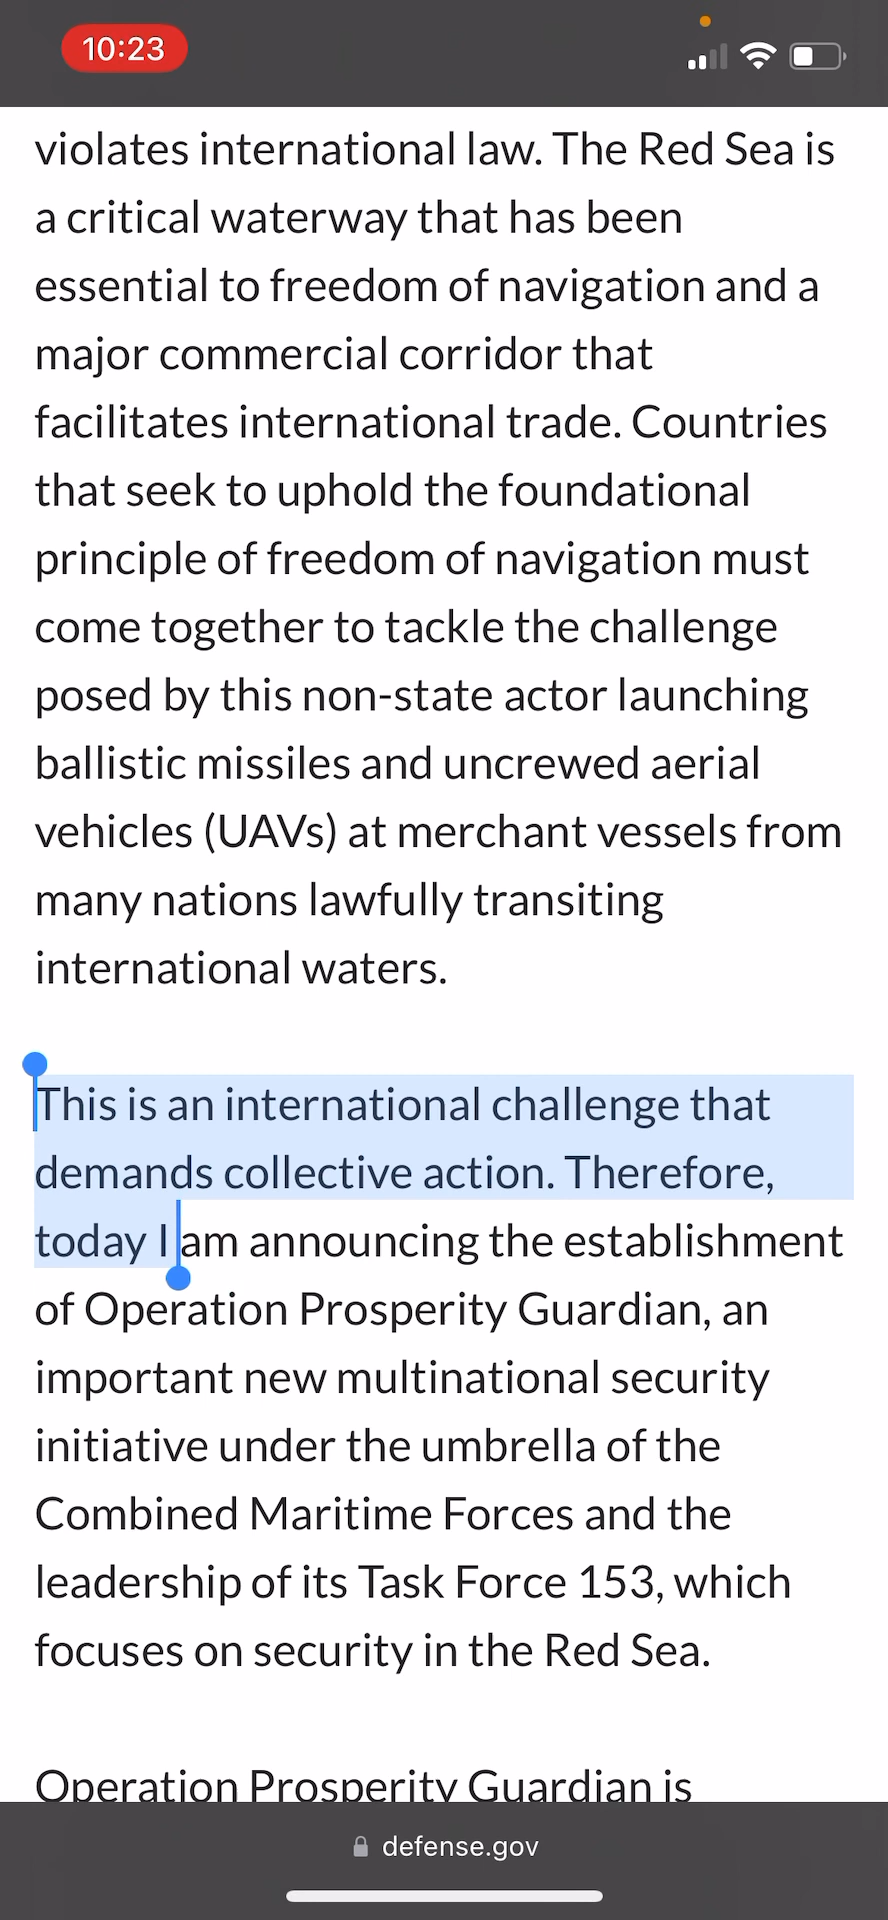 10:23
violates international law. The Red Sea is
a critical waterway that has been
essential to freedom of navigation and a
major commercial corridor that
facilitates international trade. Countries
that seek to uphold the foundational
principle of freedom of navigation must
come together to tackle the challenge
posed by this non-state actor launching
ballistic missiles and uncrewed aerial
vehicles (UAVs) at merchant vessels from
many nations lawfully transiting
international waters.
This is an international challenge that
demands collective action. Therefore,
today I am announcing the establishment
of Operation Prosperity Guardian, an
important new multinational security
initiative under the umbrella of the
Combined Maritime Forces and the
leadership of its Task Force 153, which
focuses on security in the Red Sea.
Operation Prosperity Guardian is
defense.gov